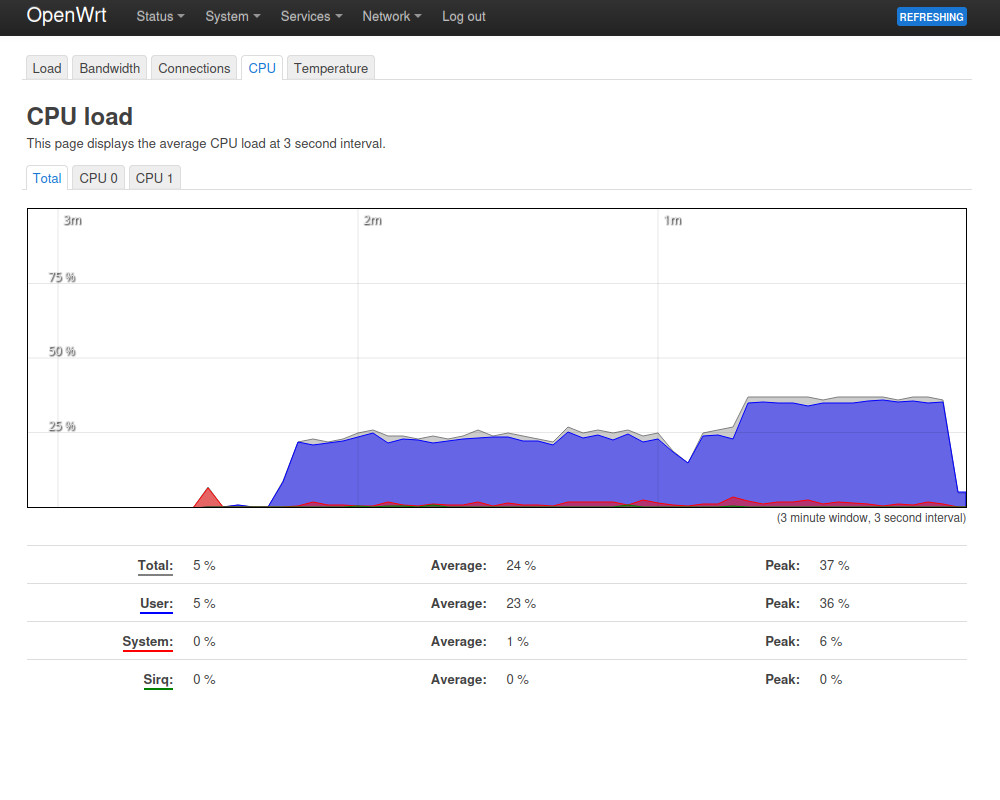 OpenWrt Status System Services Network Log out REFRESHING
Load Bandwidth Connections CPU Temperature
CPU load
This page displays the average CPU load at 3 second interval.
Total CPU 0 CPU 1
3m 2m 1m
75 %
50 %
25 %
(3 minute window, 3 second interval)
Total: 5 % Average: 24 % Peak: 37 %
User: 5 % Average: 23 % Peak: 36 %
System: 0 % Average: 1 % Peak: 6 %
Sirq: 0 % Average: 0 % Peak: 0 %